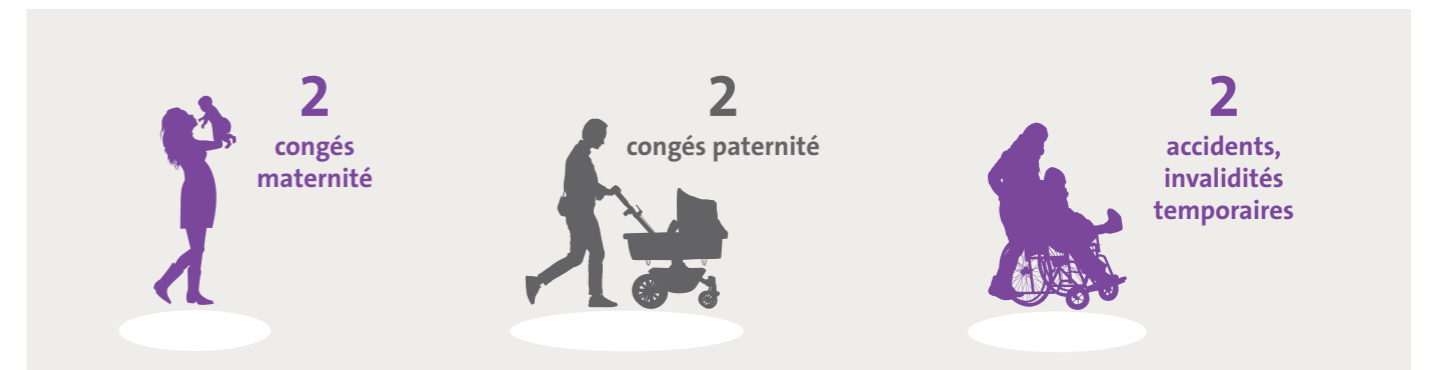 2
congés
maternité
2
congés paternité
2
accidents,
invalidités
temporaires